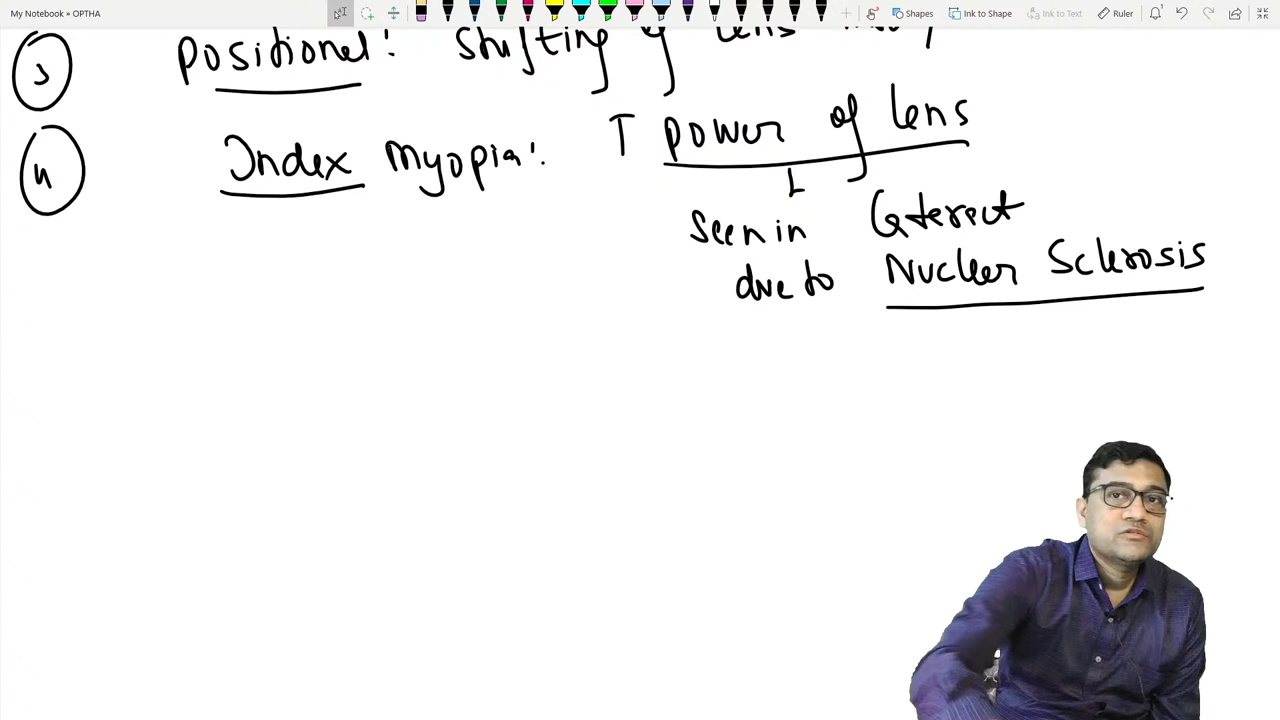 My Notebook » OPTHA
Shapes Ink to Shape Ink to Text Ruler
3 Positional: Shifting of lens
4 Index Myopia: ↑ power of lens
Seen in Cataract
due to Nuclear Sclerosis